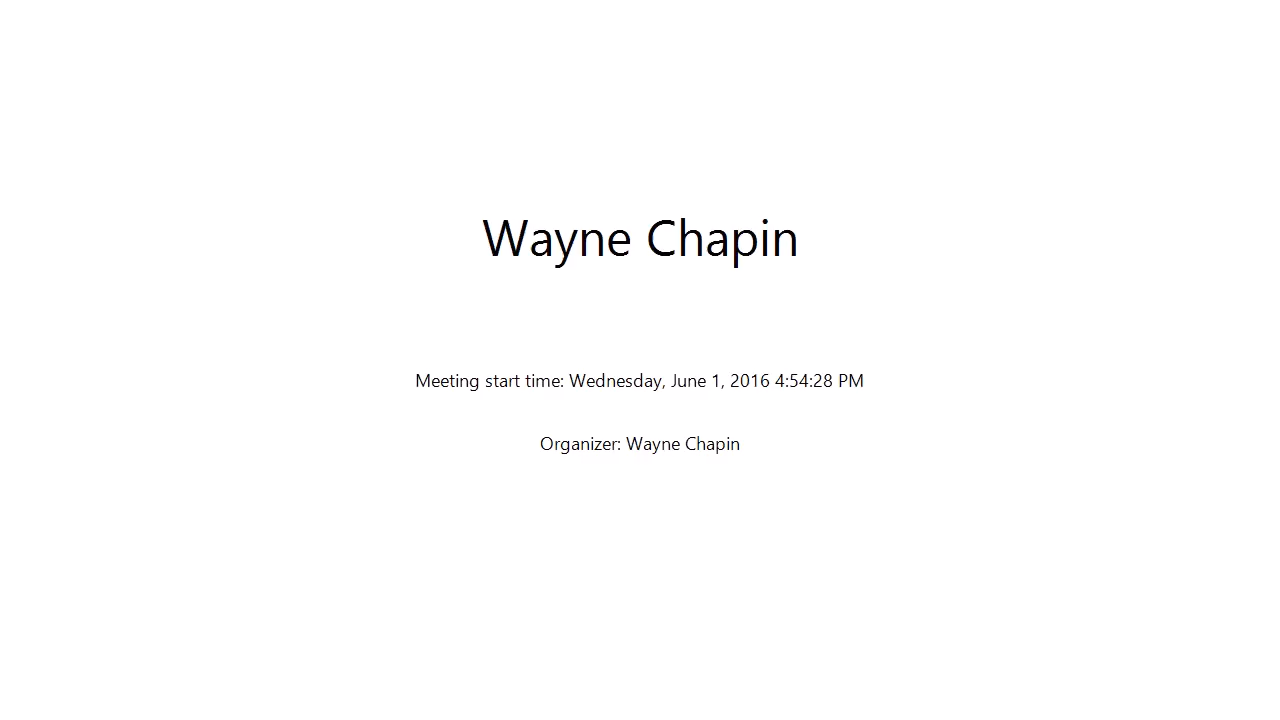 Wayne Chapin
Meeting start time: Wednesday, June 1, 2016 4:54:28 PM
Organizer: Wayne Chapin